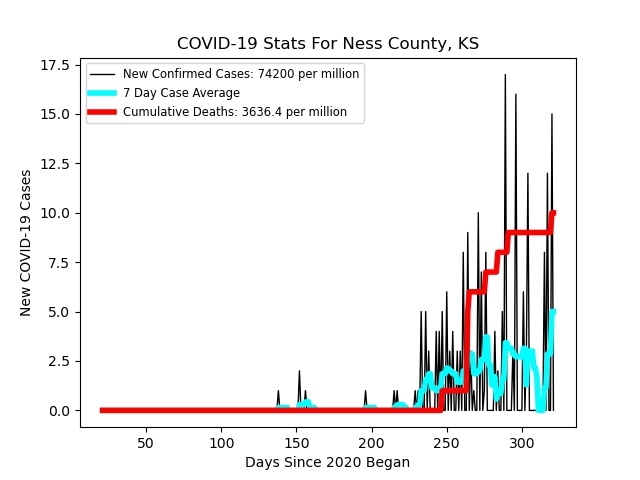 COVID-19 Stats For Ness County, KS
New Confirmed Cases: 74200 per million
7 Day Case Average
Cumulative Deaths: 3636.4 per million
New COVID-19 Cases
17.5
15.0
12.5
10.0
7.5
5.0
2.5
0.0
50 100 150 200 250 300
Days Since 2020 Began